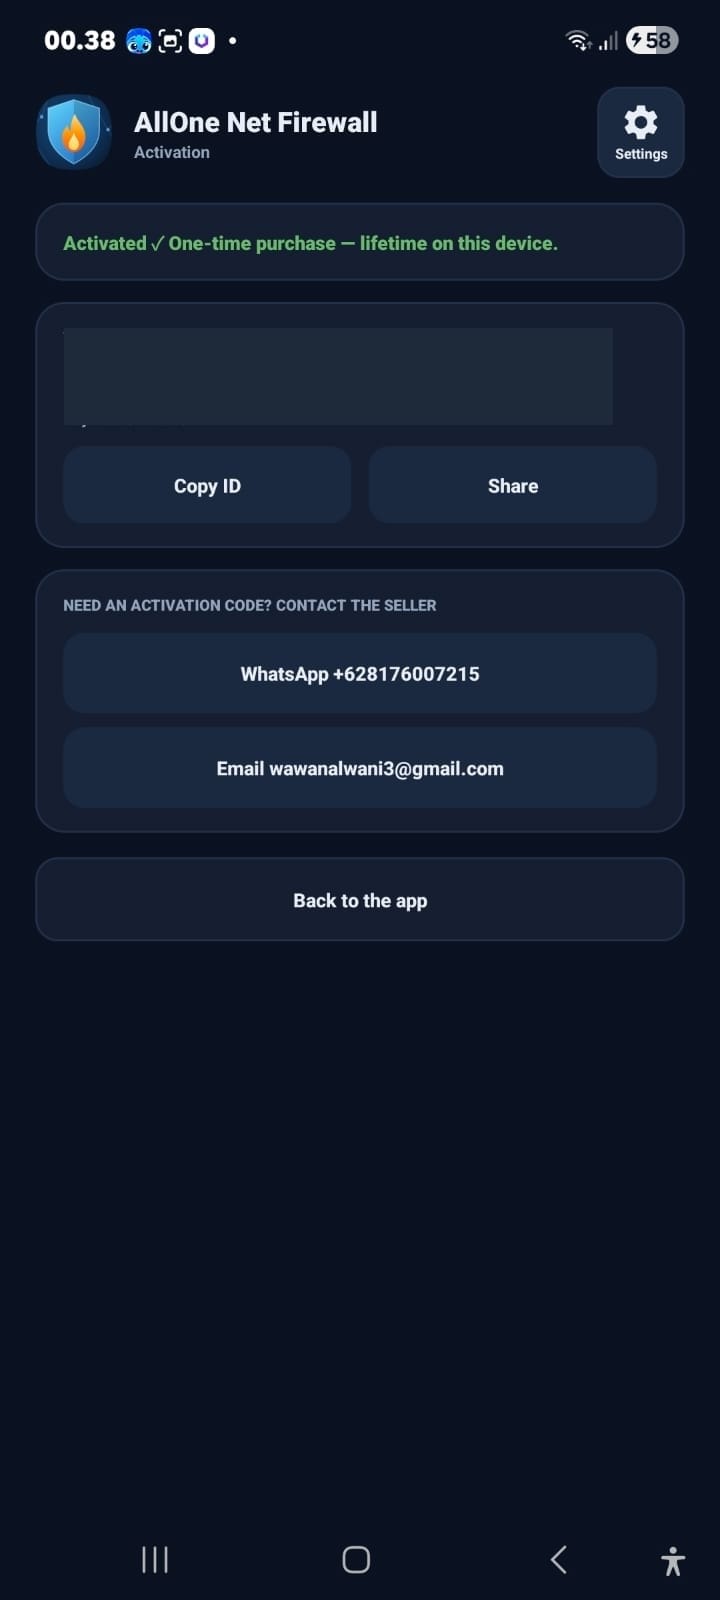 00.38
58
AllOne Net Firewall
Activation
Settings
Activated ✓ One-time purchase — lifetime on this device.
Copy ID
Share
NEED AN ACTIVATION CODE? CONTACT THE SELLER
WhatsApp +628176007215
Email wawanalwani3@gmail.com
Back to the app